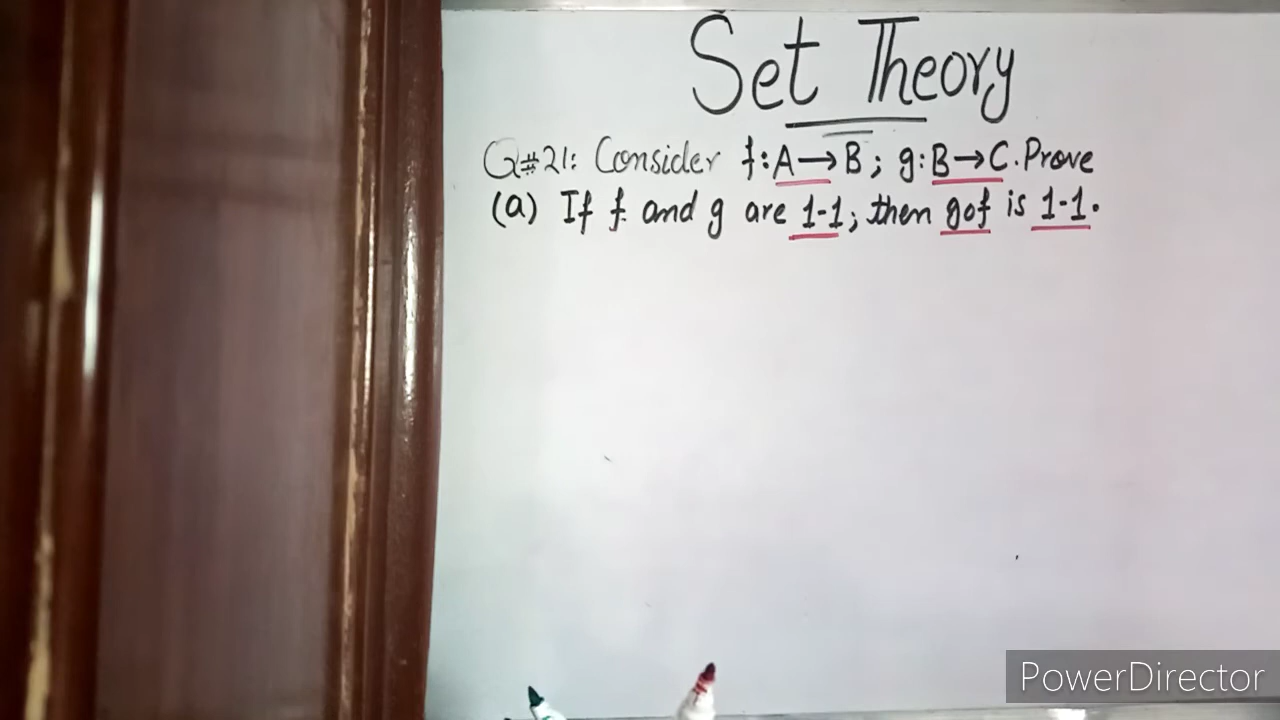 Set Theory
Q#21: Consider f:A→B; g:B→C. Prove
(a) If f and g are 1-1; then gof is 1-1.
PowerDirector